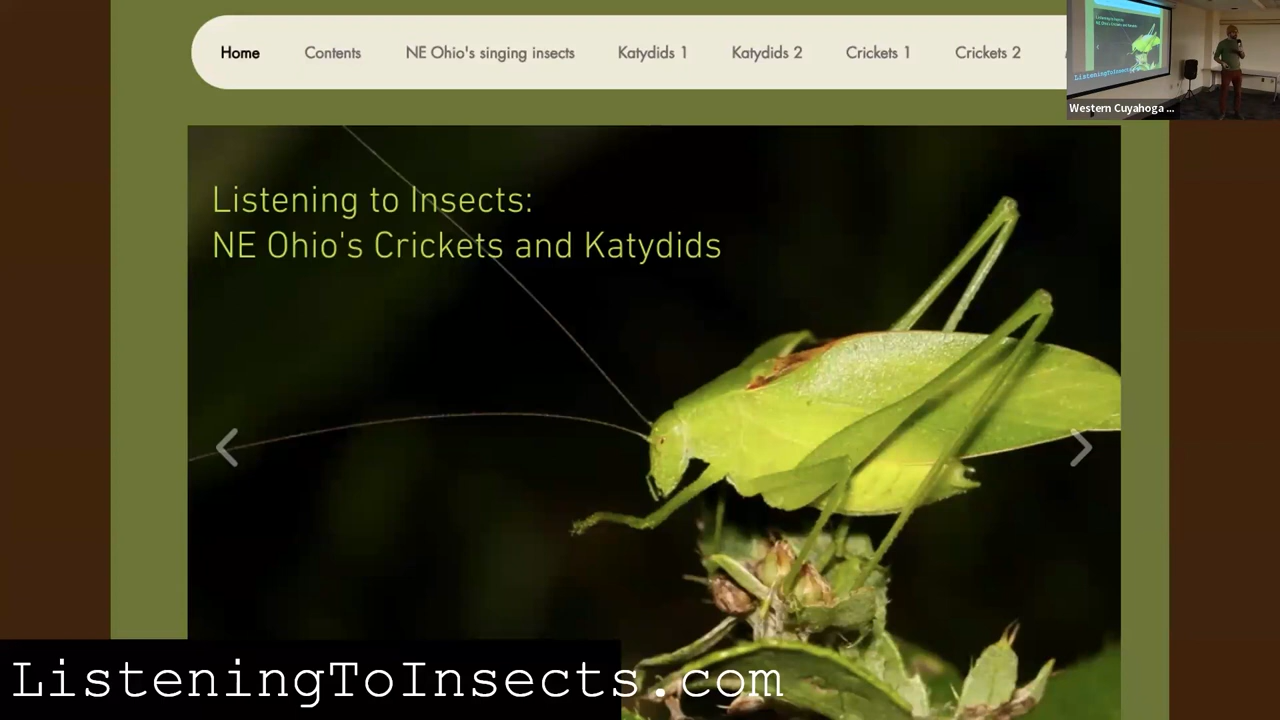 Home Contents NE Ohio's singing insects Katydids 1 Katydids 2 Crickets 1 Crickets 2
Western Cuyahoga ...
Listening to Insects:
NE Ohio's Crickets and Katydids
ListeningToInsects.com